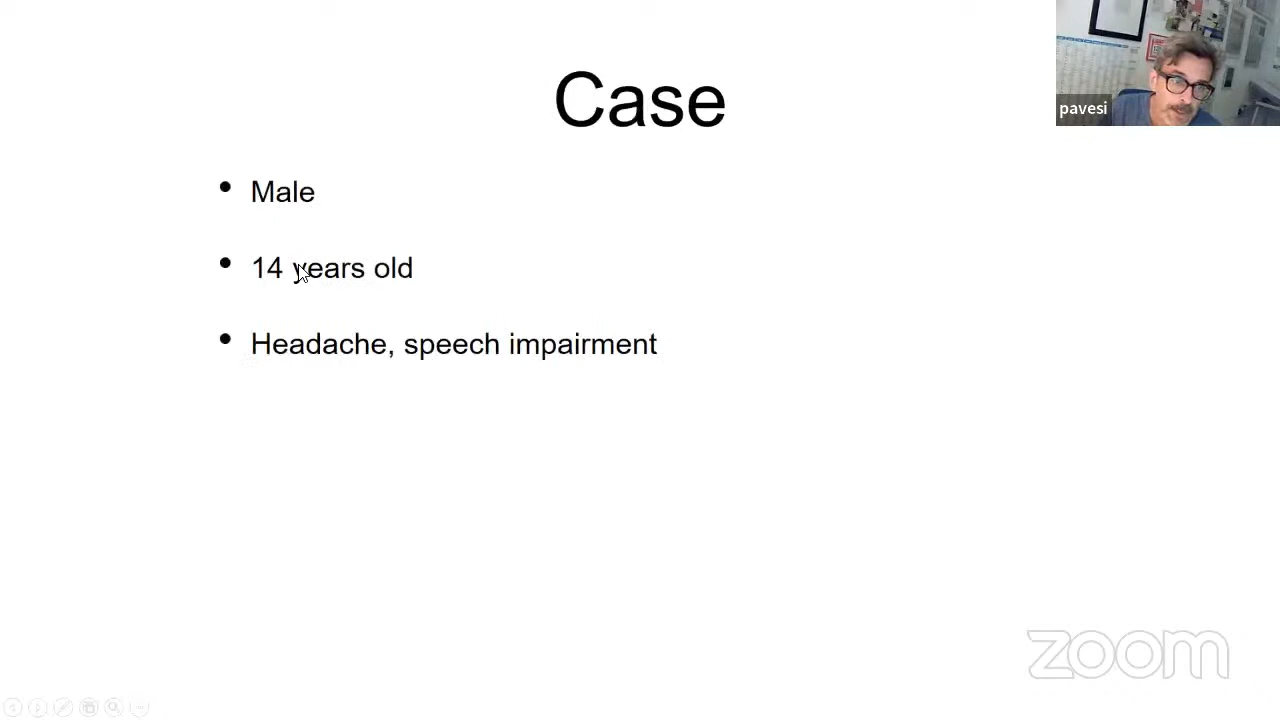 Case
pavesi
• Male
• 14 years old
• Headache, speech impairment
zoom